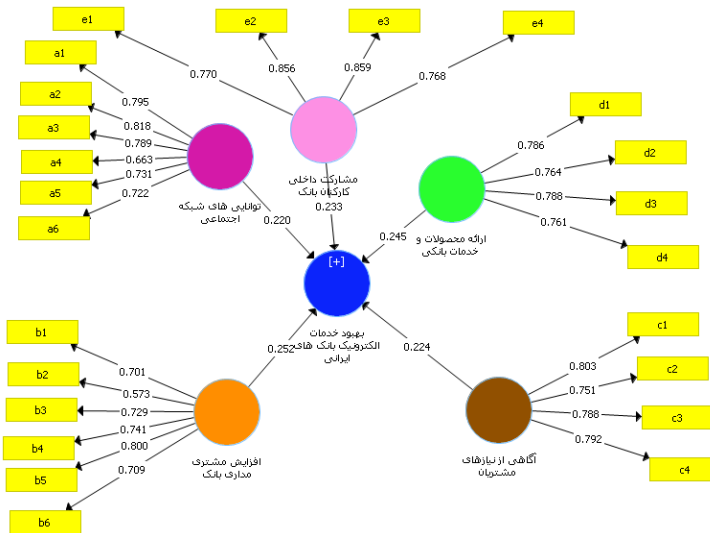 e1
e2
e3
e4
0.770
0.856
0.859
0.768
a1
a2
a3
a4
a5
a6
0.795
0.818
0.789
0.663
0.731
0.722
توانایی های شبکه
اجتماعی
0.220
مشارکت داخلی
کارکنان بانک
0.233
d1
d2
d3
d4
0.786
0.764
0.788
0.761
ارائه محصولات و
خدمات بانکی
0.245
[+]
بهبود خدمات
الکترونیک بانک های
ایرانی
b1
b2
b3
b4
b5
b6
0.701
0.573
0.729
0.741
0.800
0.709
افزایش مشتری
مداری بانک
0.252
c1
c2
c3
c4
0.803
0.751
0.788
0.792
آگاهی از نیازهای
مشتریان
0.224